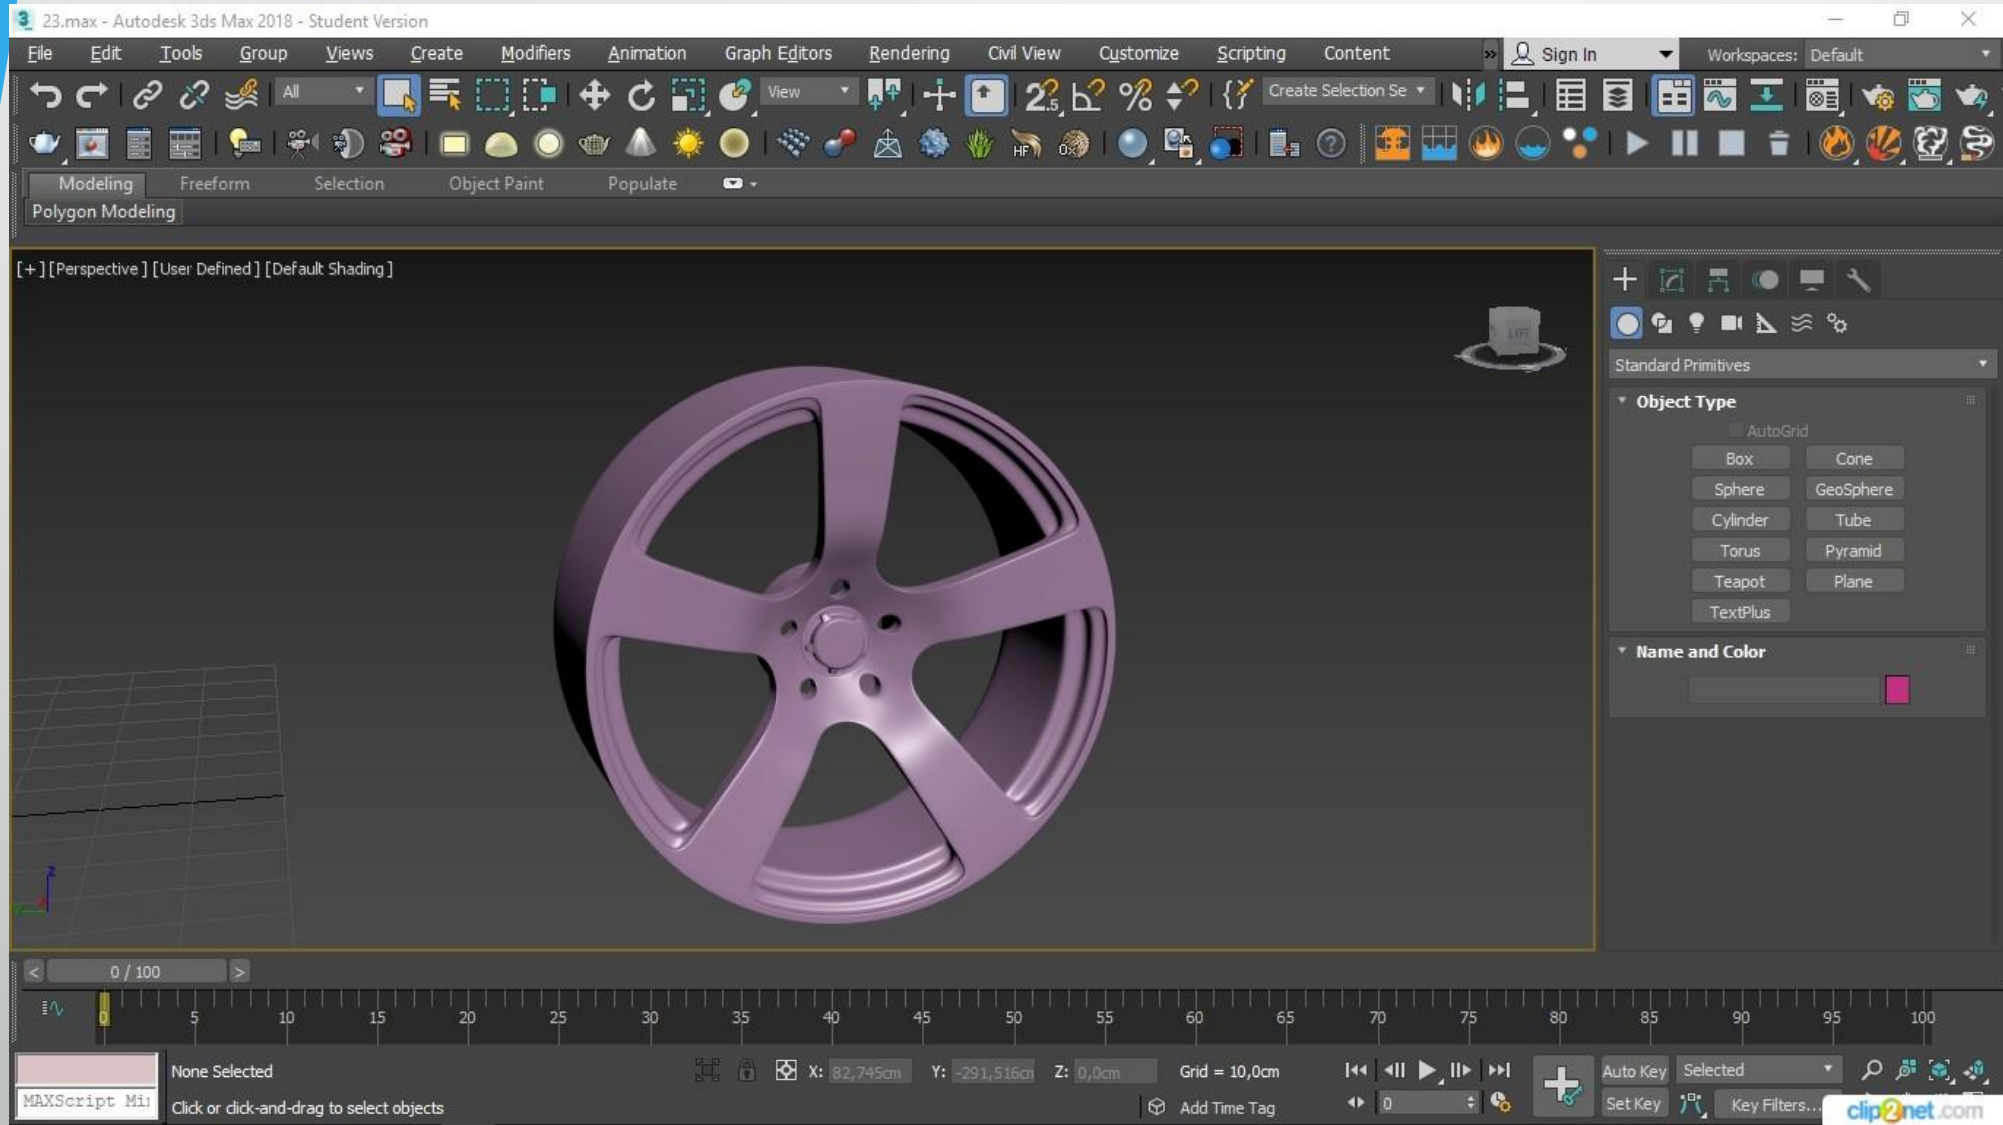 23.max - Autodesk 3ds Max 2018 - Student Version
File Edit Tools Group Views Create Modifiers Animation Graph Editors Rendering Civil View Customize Scripting Content » Sign In Workspaces: Default
All View 2.5 Create Selection Se
HF Ox
Modeling Freeform Selection Object Paint Populate
Polygon Modeling
[+] [Perspective] [User Defined] [Default Shading]
LEFT
Standard Primitives
Object Type
AutoGrid
Box Cone
Sphere GeoSphere
Cylinder Tube
Torus Pyramid
Teapot Plane
TextPlus
Name and Color
z
< 0 / 100 >
0 5 10 15 20 25 30 35 40 45 50 55 60 65 70 75 80 85 90 95 100
None Selected X: 82,745cm Y: -291,516cm Z: 0,0cm Grid = 10,0cm Auto Key Selected
MAXScript Mi
Click or click-and-drag to select objects Add Time Tag 0 Set Key Key Filters...
clip2net.com